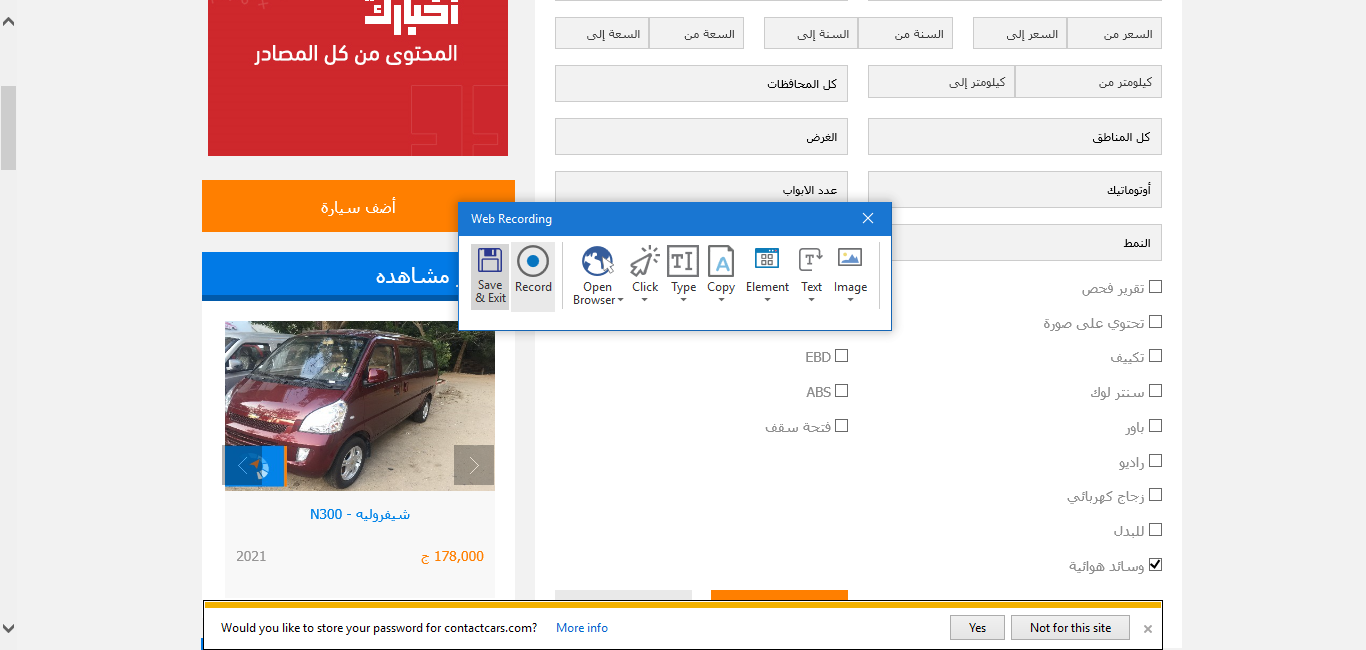 أخبارك
المحتوى من كل المصادر
أضف سيارة
مشاهده
شيفروليه - N300
178,000 ج
2021
السعر من
السعر إلى
السنة من
السنة إلى
السعة من
السعة إلى
كيلومتر من
كيلومتر إلى
كل المحافظات
كل المناطق
الغرض
أوتوماتيك
عدد الابواب
النمط
تقرير فحص
تحتوي على صورة
تكييف
EBD
سنتر لوك
ABS
باور
فتحة سقف
راديو
زجاج كهربائي
للبدل
وسائد هوائية
Web Recording
Save & Exit
Record
Open Browser
Click
Type
Copy
Element
Text
Image
Would you like to store your password for contactcars.com?
More info
Yes
Not for this site